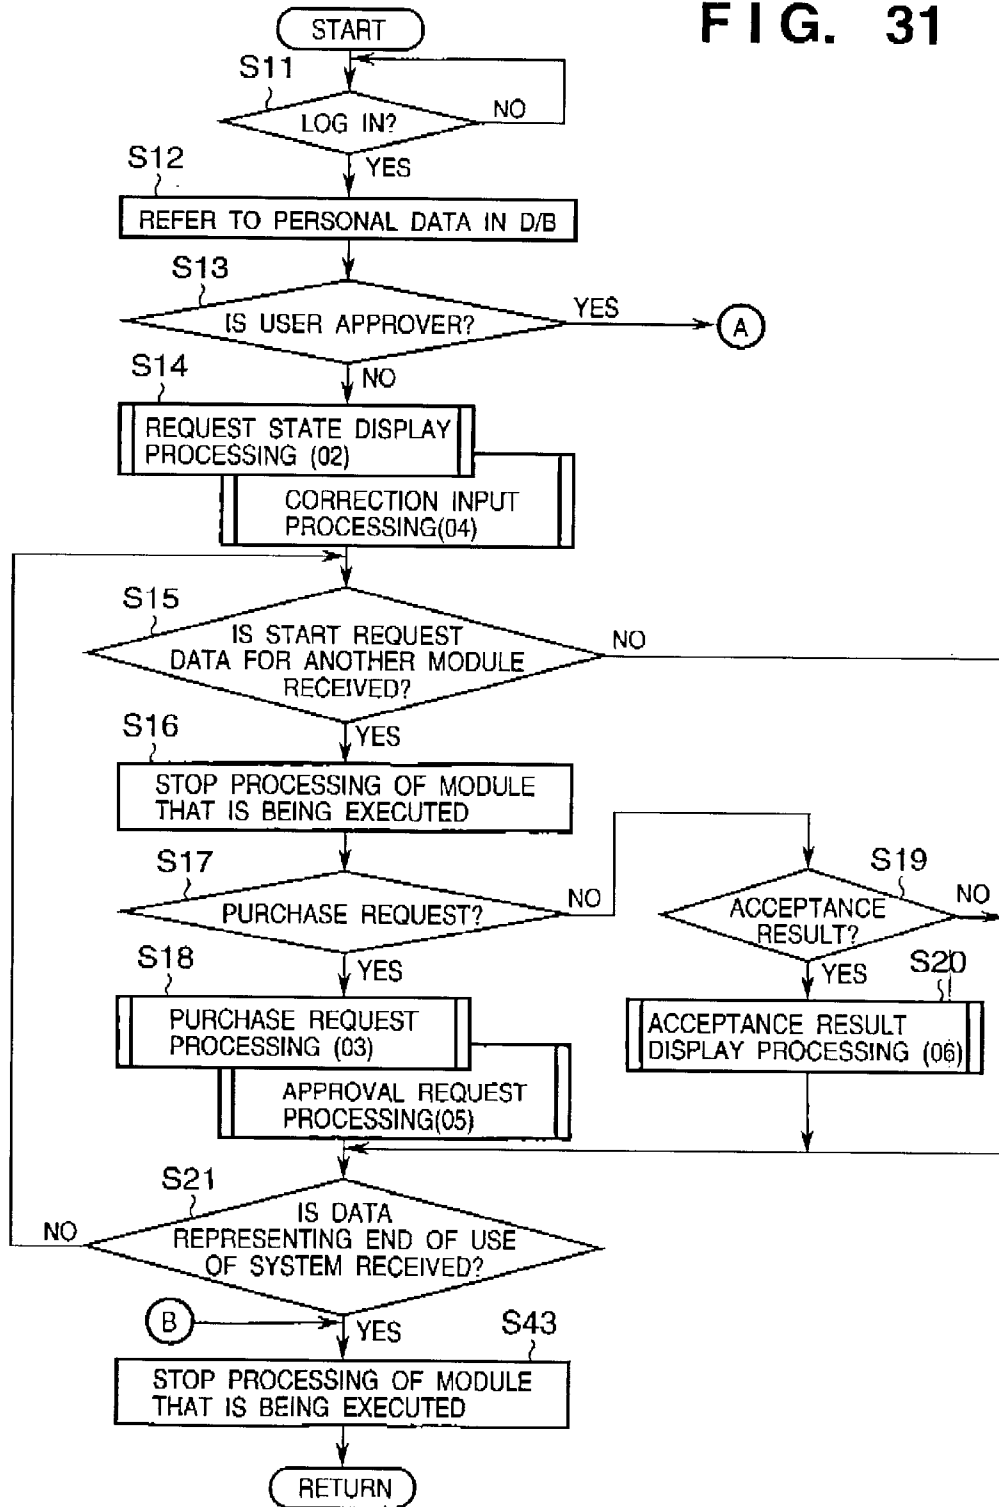 FIG. 31
START
S11
LOG IN?
NO
YES
S12
REFER TO PERSONAL DATA IN D/B
S13
IS USER APPROVER?
YES
A
NO
S14
REQUEST STATE DISPLAY
PROCESSING (02)
CORRECTION INPUT
PROCESSING(04)
S15
IS START REQUEST
DATA FOR ANOTHER MODULE
RECEIVED?
NO
YES
S16
STOP PROCESSING OF MODULE
THAT IS BEING EXECUTED
S17
PURCHASE REQUEST?
NO
YES
S19
ACCEPTANCE
RESULT?
NO
YES
S18
PURCHASE REQUEST
PROCESSING (03)
APPROVAL REQUEST
PROCESSING(05)
S20
ACCEPTANCE RESULT
DISPLAY PROCESSING (06)
S21
IS DATA
REPRESENTING END OF USE
OF SYSTEM RECEIVED?
NO
B
YES
S43
STOP PROCESSING OF MODULE
THAT IS BEING EXECUTED
RETURN